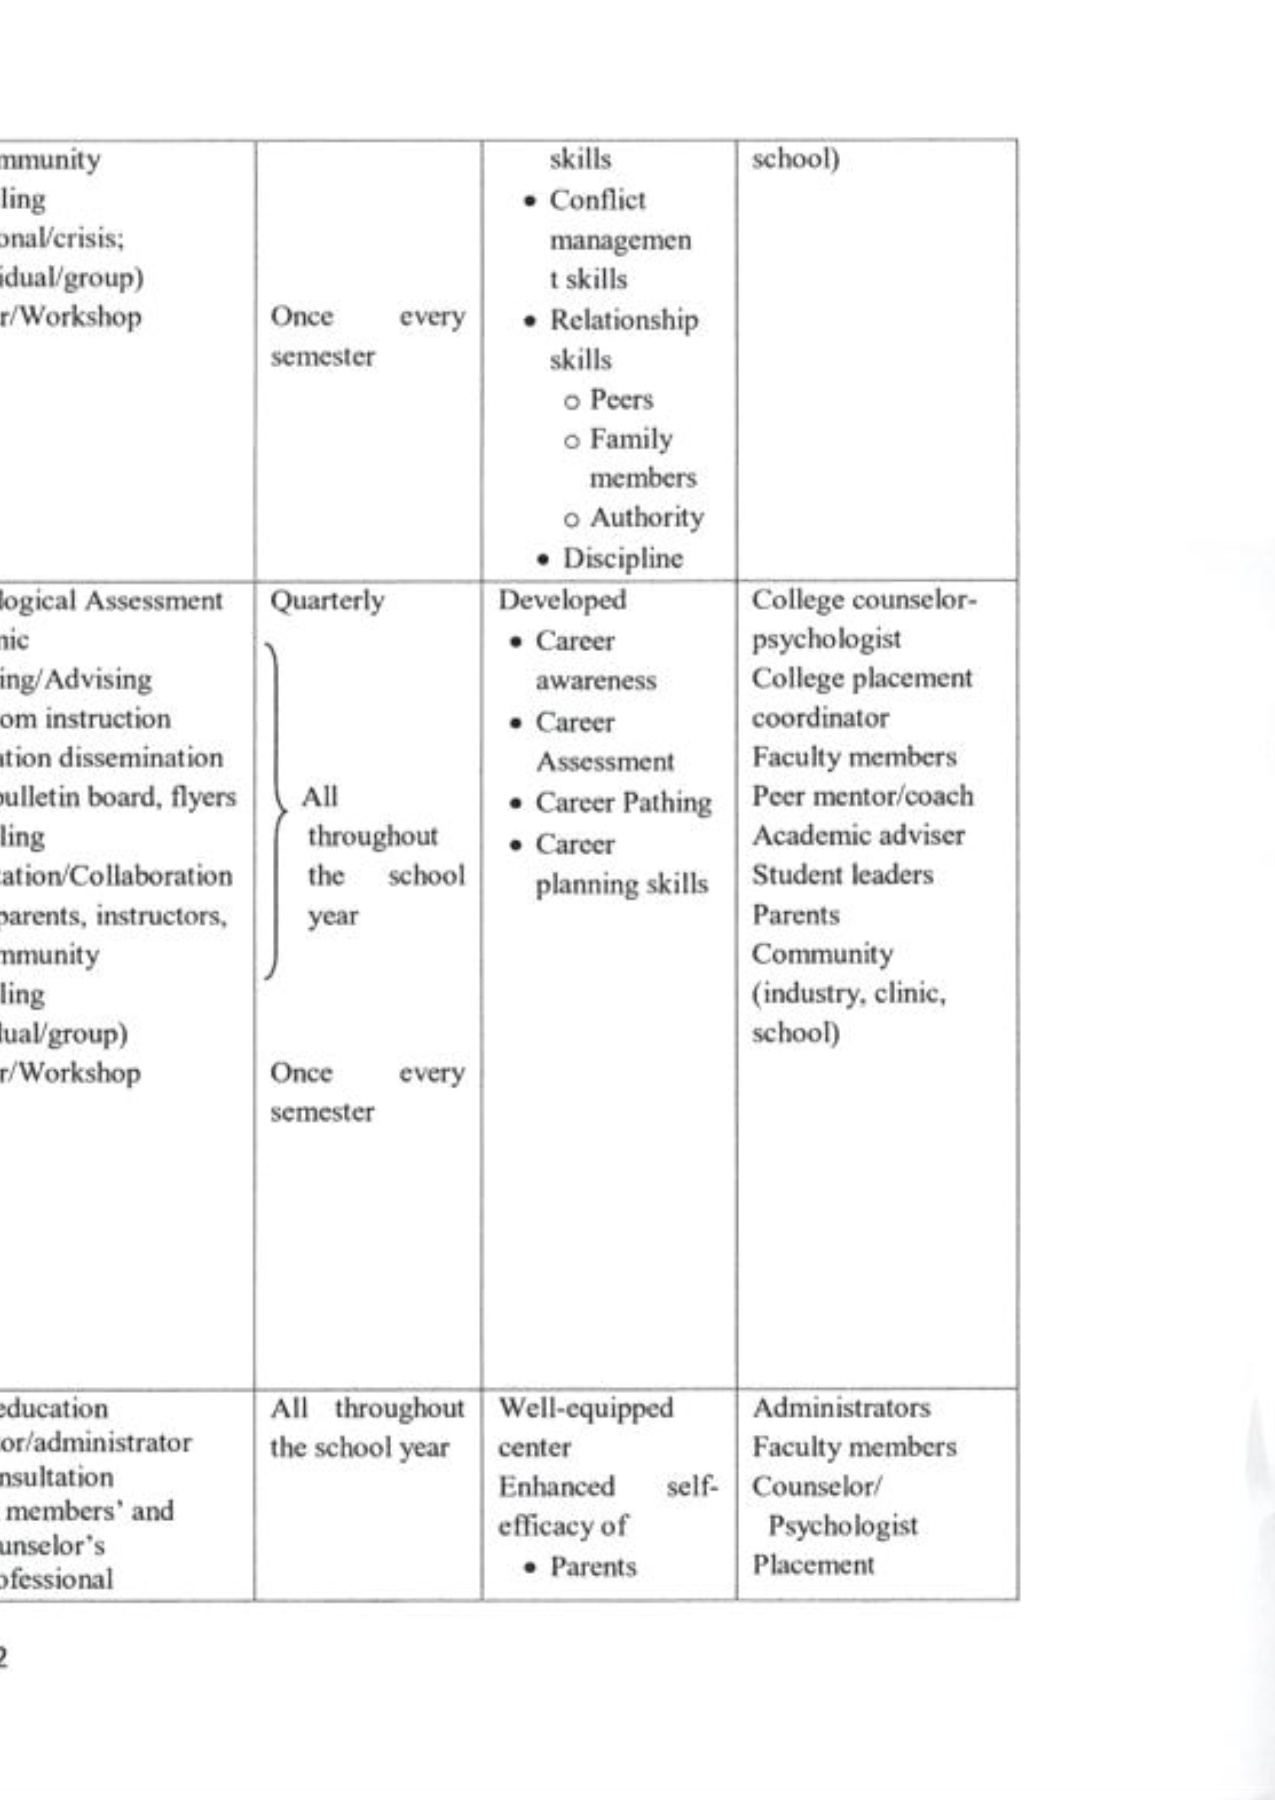 mmunity
ling
onal/crisis;
idual/group)
r/Workshop
Once every
semester
skills
• Conflict
managemen
t skills
• Relationship
skills
o Peers
o Family
members
o Authority
• Discipline
school)
logical Assessment
nic
ing/Advising
om instruction
ation dissemination
bulletin board, flyers
ling
tation/Collaboration
parents, instructors,
mmunity
ling
dual/group)
r/Workshop
Quarterly
All
throughout
the school
year
Once every
semester
Developed
• Career
awareness
• Career
Assessment
• Career Pathing
• Career
planning skills
College counselor-
psychologist
College placement
coordinator
Faculty members
Peer mentor/coach
Academic adviser
Student leaders
Parents
Community
(industry, clinic,
school)
education
or/administrator
nsultation
members' and
unselor's
ofessional
All throughout
the school year
Well-equipped
center
Enhanced self-
efficacy of
• Parents
Administrators
Faculty members
Counselor/
Psychologist
Placement
2